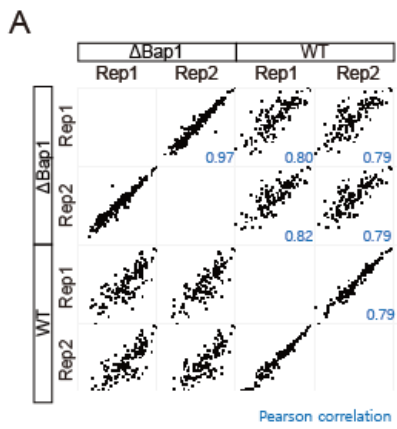 A
ΔBap1 WT
Rep1 Rep2 Rep1 Rep2
ΔBap1
Rep1
0.97 0.80 0.79
Rep2
0.82 0.79
WT
Rep1
0.79
Rep2
Pearson correlation